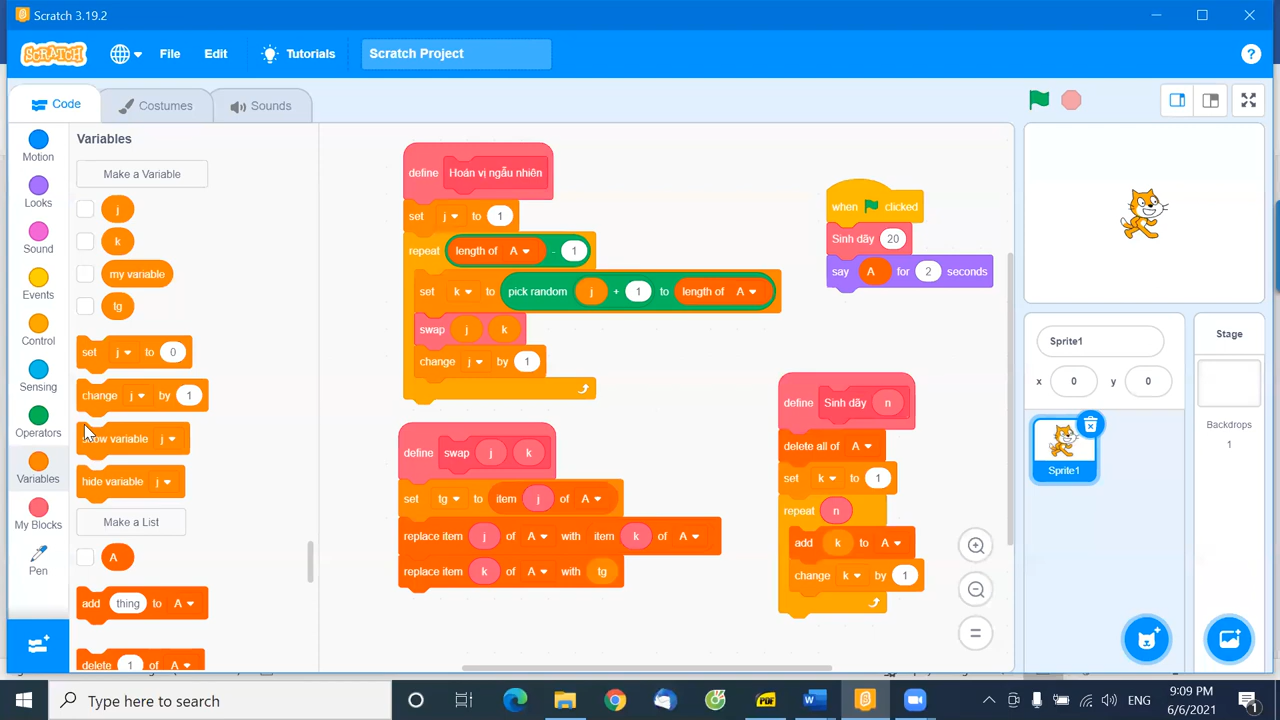 Scratch 3.19.2
SCRATCH File Edit Tutorials Scratch Project ?
Code Costumes Sounds
Motion
Looks
Sound
Events
Control
Sensing
Operators
Variables
My Blocks
Pen
Variables
Make a Variable
j
k
my variable
tg
set j to 0
change j by 1
show variable j
hide variable j
Make a List
A
add thing to A
delete 1 of A
define Hoán vị ngẫu nhiên
set j to 1
repeat length of A - 1
set k to pick random j + 1 to length of A
swap j k
change j by 1
define swap j k
set tg to item j of A
replace item j of A with item k of A
replace item k of A with tg
when clicked
Sinh dãy 20
say A for 2 seconds
define Sinh dãy n
delete all of A
set k to 1
repeat n
add k to A
change k by 1
Sprite1
x 0 y 0
Sprite1
Stage
Backdrops
1
Type here to search
ENG
9:09 PM
6/6/2021
1